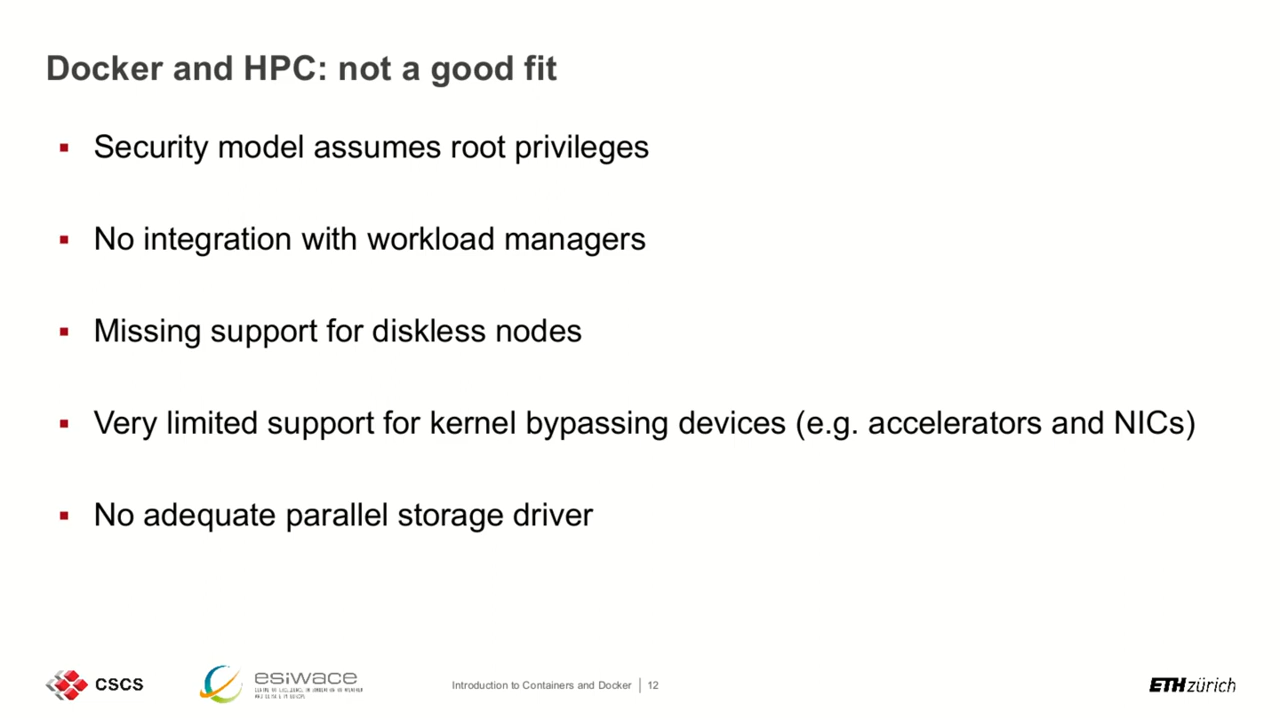 Docker and HPC: not a good fit
▪ Security model assumes root privileges
▪ No integration with workload managers
▪ Missing support for diskless nodes
▪ Very limited support for kernel bypassing devices (e.g. accelerators and NICs)
▪ No adequate parallel storage driver
CSCS
esiwace
Introduction to Containers and Docker | 12
ETHzürich